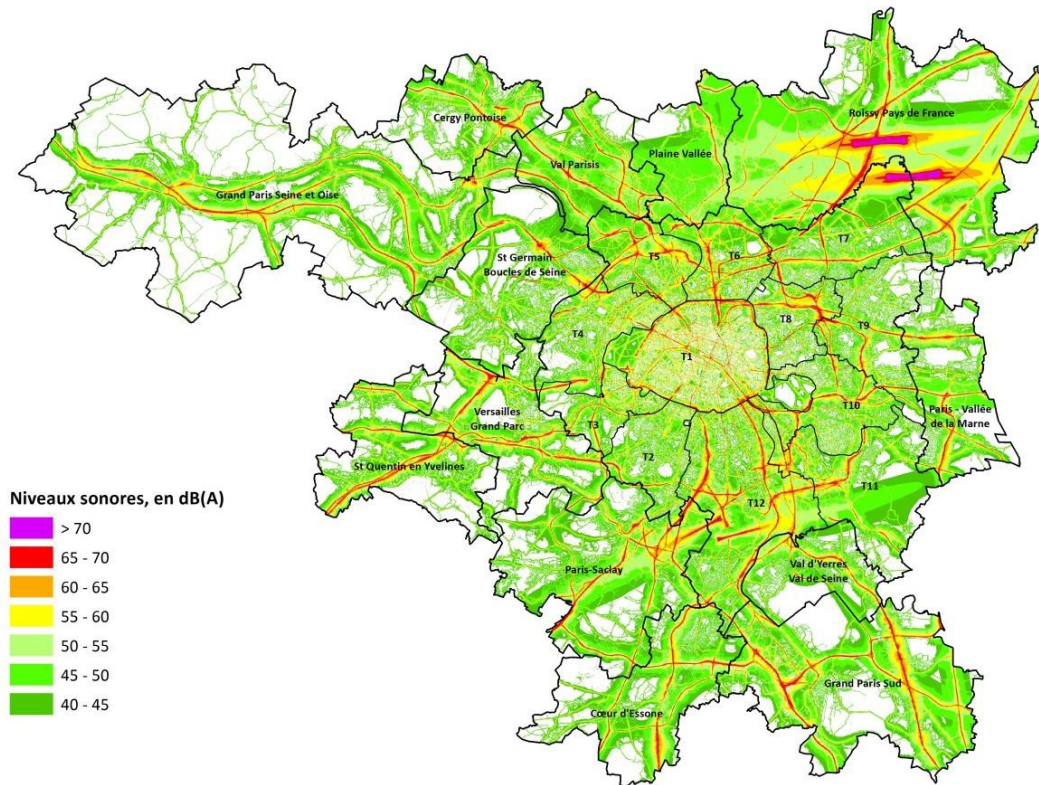 Roissy Pays de France
Cergy Pontoise
Plaine Vallée
Val Parisis
Grand Paris Seine et Oise
T7
St Germain
Boucles de Seine
T5
T6
T8
T9
T4
T1
T10
Versailles
Grand Parc
Paris - Vallée
de la Marne
T3
T2
St Quentin en Yvelines
T11
T12
Niveaux sonores, en dB(A)
> 70
65 - 70
60 - 65
55 - 60
50 - 55
45 - 50
40 - 45
Paris-Saclay
Val d'Yerres
Val de Seine
Grand Paris Sud
Cœur d'Essone